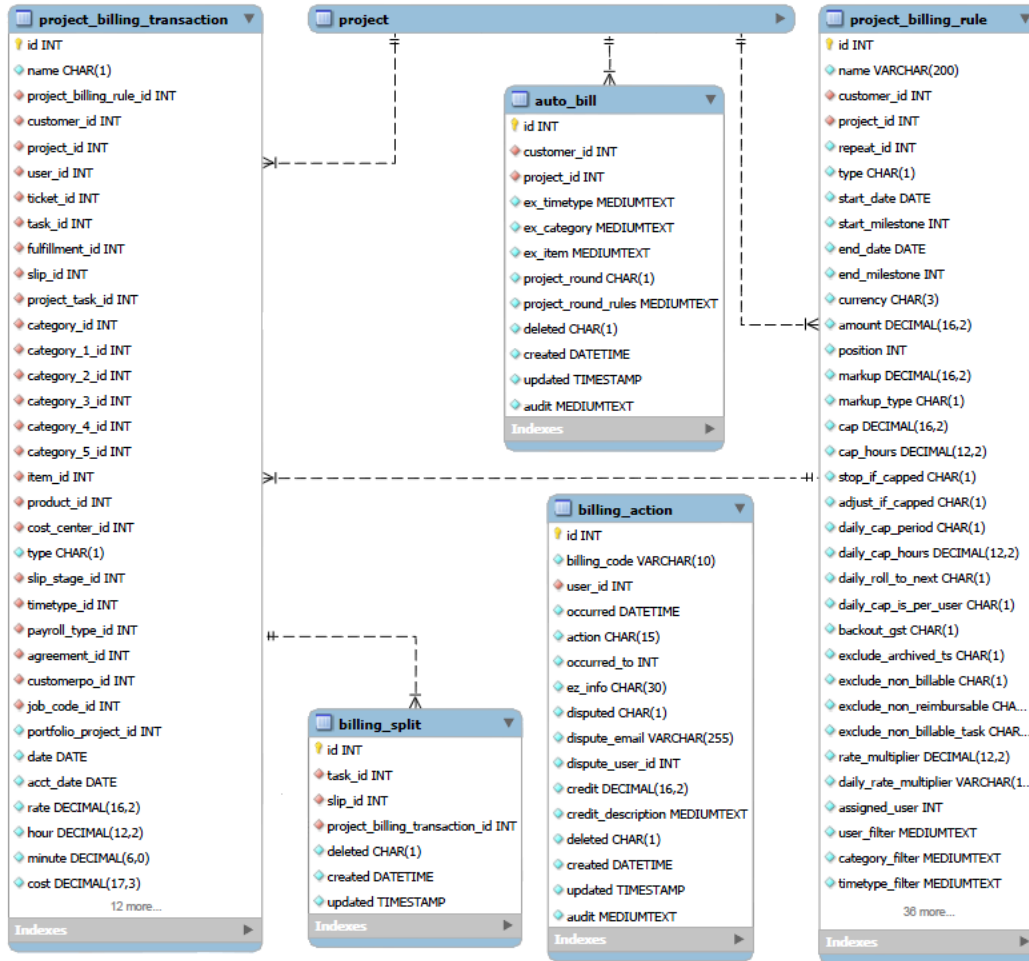 project_billing_transaction
id INT
name CHAR(1)
project_billing_rule_id INT
customer_id INT
project_id INT
user_id INT
ticket_id INT
task_id INT
fulfillment_id INT
slip_id INT
project_task_id INT
category_id INT
category_1_id INT
category_2_id INT
category_3_id INT
category_4_id INT
category_5_id INT
item_id INT
product_id INT
cost_center_id INT
type CHAR(1)
slip_stage_id INT
timetype_id INT
payroll_type_id INT
agreement_id INT
customerpo_id INT
job_code_id INT
portfolio_project_id INT
date DATE
acct_date DATE
rate DECIMAL(16,2)
hour DECIMAL(12,2)
minute DECIMAL(6,0)
cost DECIMAL(17,3)
12 more...
Indexes
project
auto_bill
id INT
customer_id INT
project_id INT
ex_timetype MEDIUMTEXT
ex_category MEDIUMTEXT
ex_item MEDIUMTEXT
project_round CHAR(1)
project_round_rules MEDIUMTEXT
deleted CHAR(1)
created DATETIME
updated TIMESTAMP
audit MEDIUMTEXT
Indexes
billing_split
id INT
task_id INT
slip_id INT
project_billing_transaction_id INT
deleted CHAR(1)
created DATETIME
updated TIMESTAMP
Indexes
billing_action
id INT
billing_code VARCHAR(10)
user_id INT
occurred DATETIME
action CHAR(15)
occurred_to INT
ez_info CHAR(30)
disputed CHAR(1)
dispute_email VARCHAR(255)
dispute_user_id INT
credit DECIMAL(16,2)
credit_description MEDIUMTEXT
deleted CHAR(1)
created DATETIME
updated TIMESTAMP
audit MEDIUMTEXT
Indexes
project_billing_rule
id INT
name VARCHAR(200)
customer_id INT
project_id INT
repeat_id INT
type CHAR(1)
start_date DATE
start_milestone INT
end_date DATE
end_milestone INT
currency CHAR(3)
amount DECIMAL(16,2)
position INT
markup DECIMAL(16,2)
markup_type CHAR(1)
cap DECIMAL(16,2)
cap_hours DECIMAL(12,2)
stop_if_capped CHAR(1)
adjust_if_capped CHAR(1)
daily_cap_period CHAR(1)
daily_cap_hours DECIMAL(12,2)
daily_roll_to_next CHAR(1)
daily_cap_is_per_user CHAR(1)
backout_gst CHAR(1)
exclude_archived_ts CHAR(1)
exclude_non_billable CHAR(1)
exclude_non_reimbursable CHA...
exclude_non_billable_task CHAR...
rate_multiplier DECIMAL(12,2)
daily_rate_multiplier VARCHAR(1...
assigned_user INT
user_filter MEDIUMTEXT
category_filter MEDIUMTEXT
timetype_filter MEDIUMTEXT
36 more...
Indexes